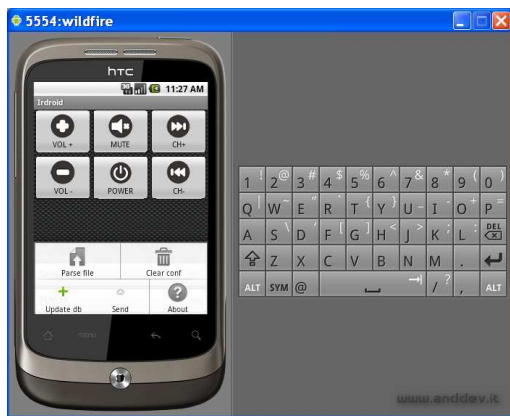 5554:wildfire
hTC
3G 11:27 AM
Irdroid
VOL + MUTE CH+
VOL - POWER CH-
Parse file Clear conf
Update db Send About
menu
1 ! 2 @ 3 # 4 $ 5 % 6 ^ 7 & 8 * 9 ( 0 )
Q | W ~ E " R ` T { Y } U _ I - O + P =
A S \ D ' F [ G ] H < J > K ; L : DEL
Z X C V B N M .
ALT SYM @ / ? , ALT
www.anddev.it